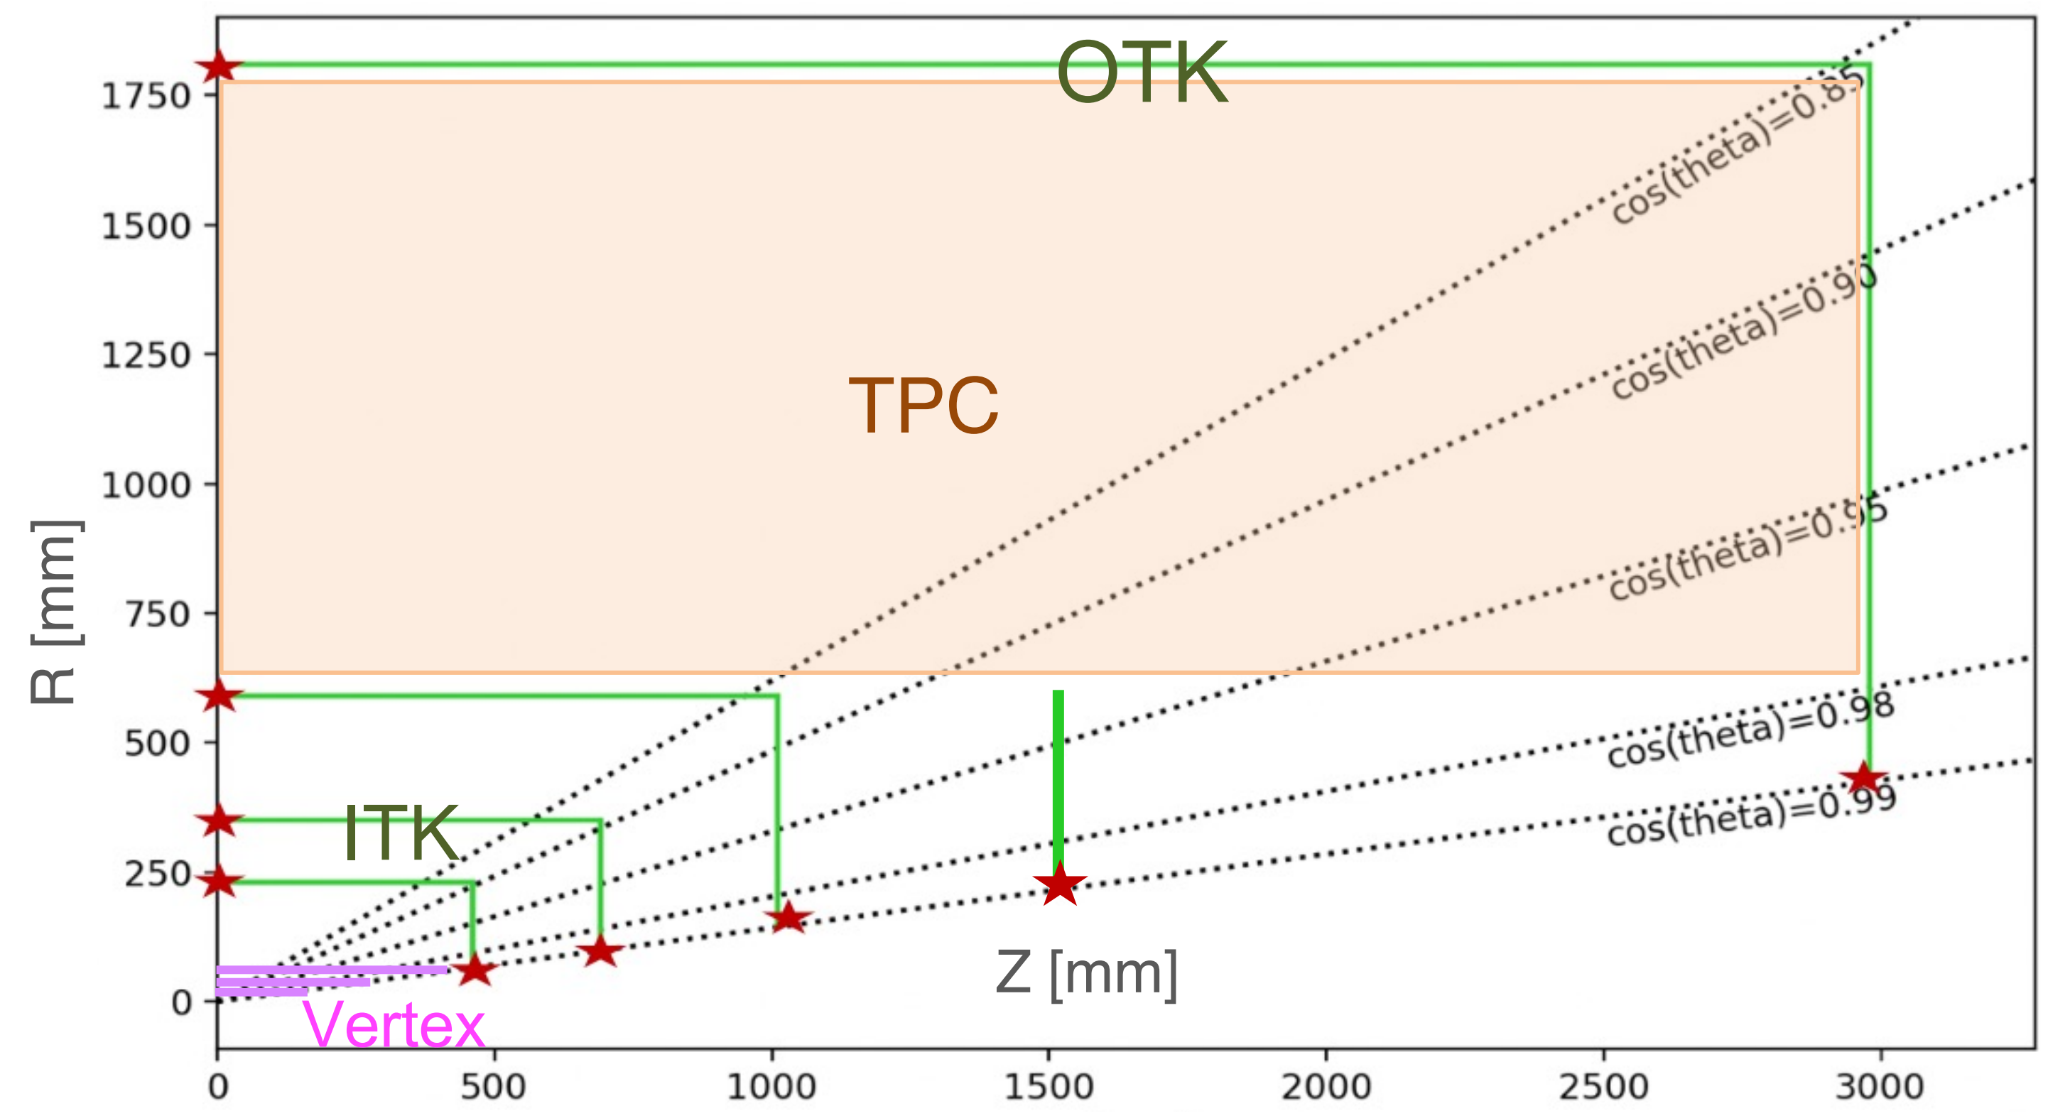 OTK
1750
cos(theta)=0.85
1500
cos(theta)=0.90
1250
TPC
1000
cos(theta)=0.95
750
R [mm]
500
cos(theta)=0.98
ITK
cos(theta)=0.99
250
Z [mm]
0
Vertex
0
500
1000
1500
2000
2500
3000